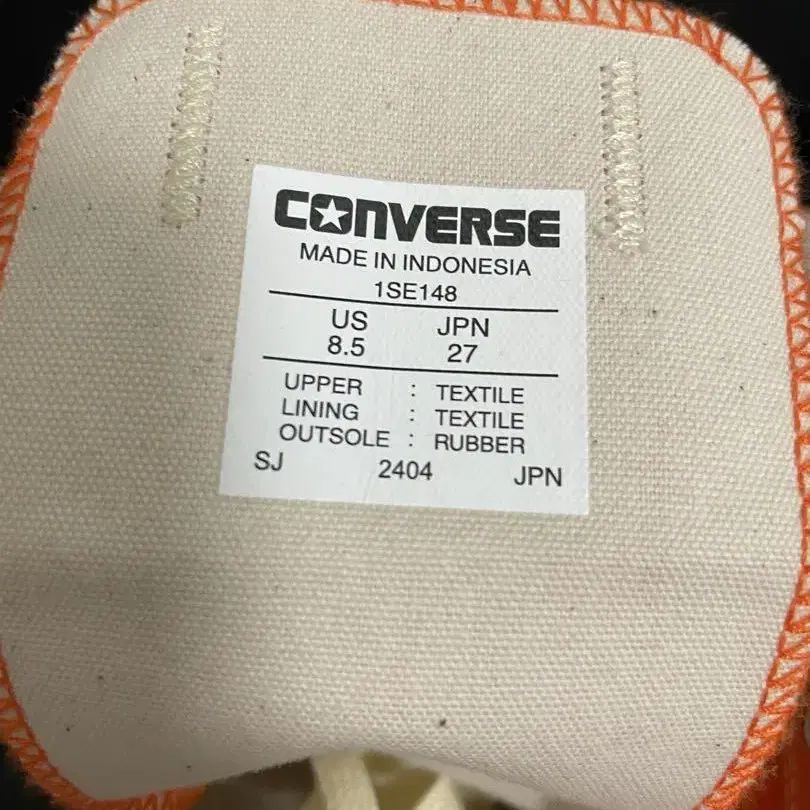 CONVERSE
MADE IN INDONESIA
1SE148
US JPN
8.5 27
UPPER : TEXTILE
LINING : TEXTILE
OUTSOLE : RUBBER
SJ 2404 JPN